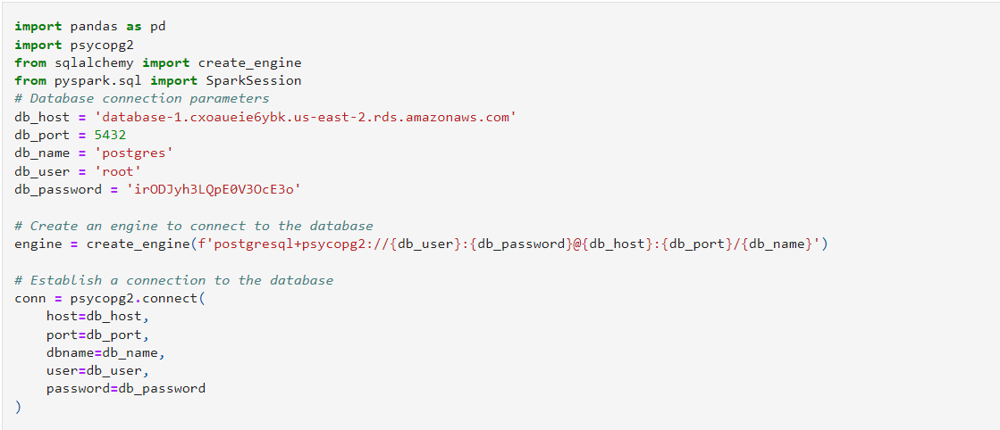 import pandas as pd
import psycopg2
from sqlalchemy import create_engine
from pyspark.sql import SparkSession
# Database connection parameters
db_host = 'database-1.cxoaueie6ybk.us-east-2.rds.amazonaws.com'
db_port = 5432
db_name = 'postgres'
db_user = 'root'
db_password = 'irODJyh3LQpE0V3OcE3o'

# Create an engine to connect to the database
engine = create_engine(f'postgresql+psycopg2://{db_user}:{db_password}@{db_host}:{db_port}/{db_name}')

# Establish a connection to the database
conn = psycopg2.connect(
    host=db_host,
    port=db_port,
    dbname=db_name,
    user=db_user,
    password=db_password
)